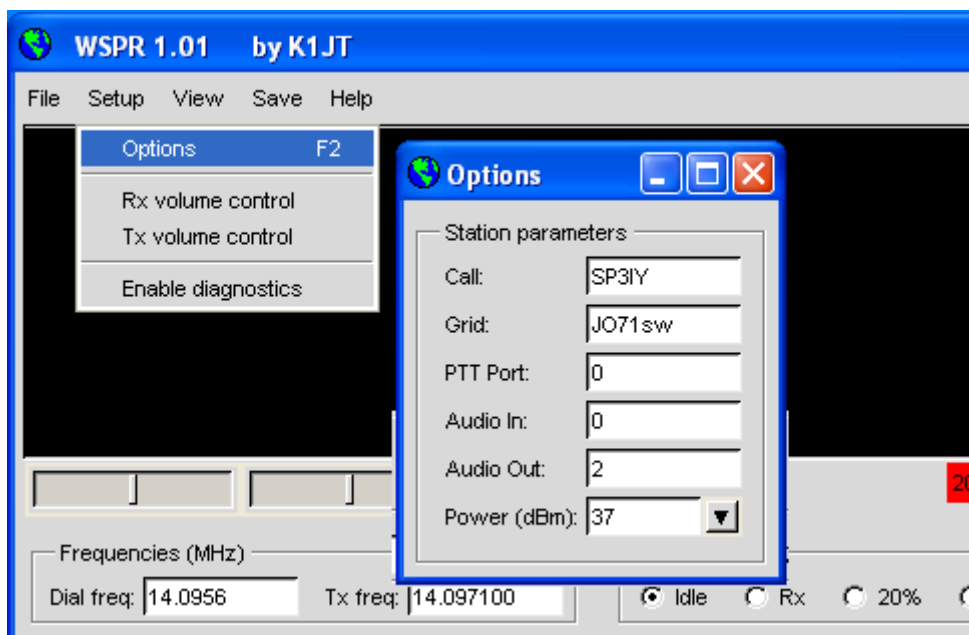 WSPR 1.01 by K1JT
File Setup View Save Help
Options F2
Rx volume control
Tx volume control
Enable diagnostics
Options
Station parameters
Call: SP3IY
Grid: JO71sw
PTT Port: 0
Audio In: 0
Audio Out: 2
Power (dBm): 37
20
Frequencies (MHz)
Dial freq: 14.0956 Tx freq: 14.097100
Idle Rx 20%